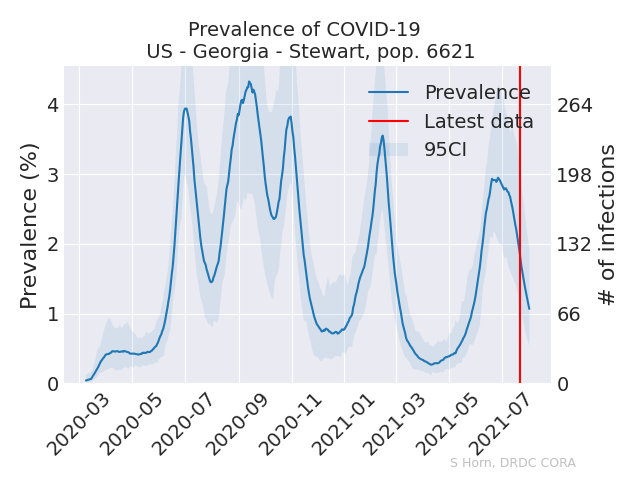 Prevalence of COVID-19
US - Georgia - Stewart, pop. 6621
Prevalence
Latest data
95CI
Prevalence (%)
4
3
2
1
0
# of infections
264
198
132
66
0
2020-03
2020-05
2020-07
2020-09
2020-11
2021-01
2021-03
2021-05
2021-07
S Horn, DRDC CORA